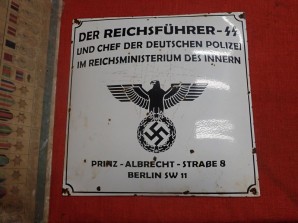 DER REICHSFÜHRER-SS
UND CHEF DER DEUTSCHEN POLIZEI
IM REICHSMINISTERIUM DES INNERN
PRINZ - ALBRECHT - STRAßE 8
BERLIN SW 11